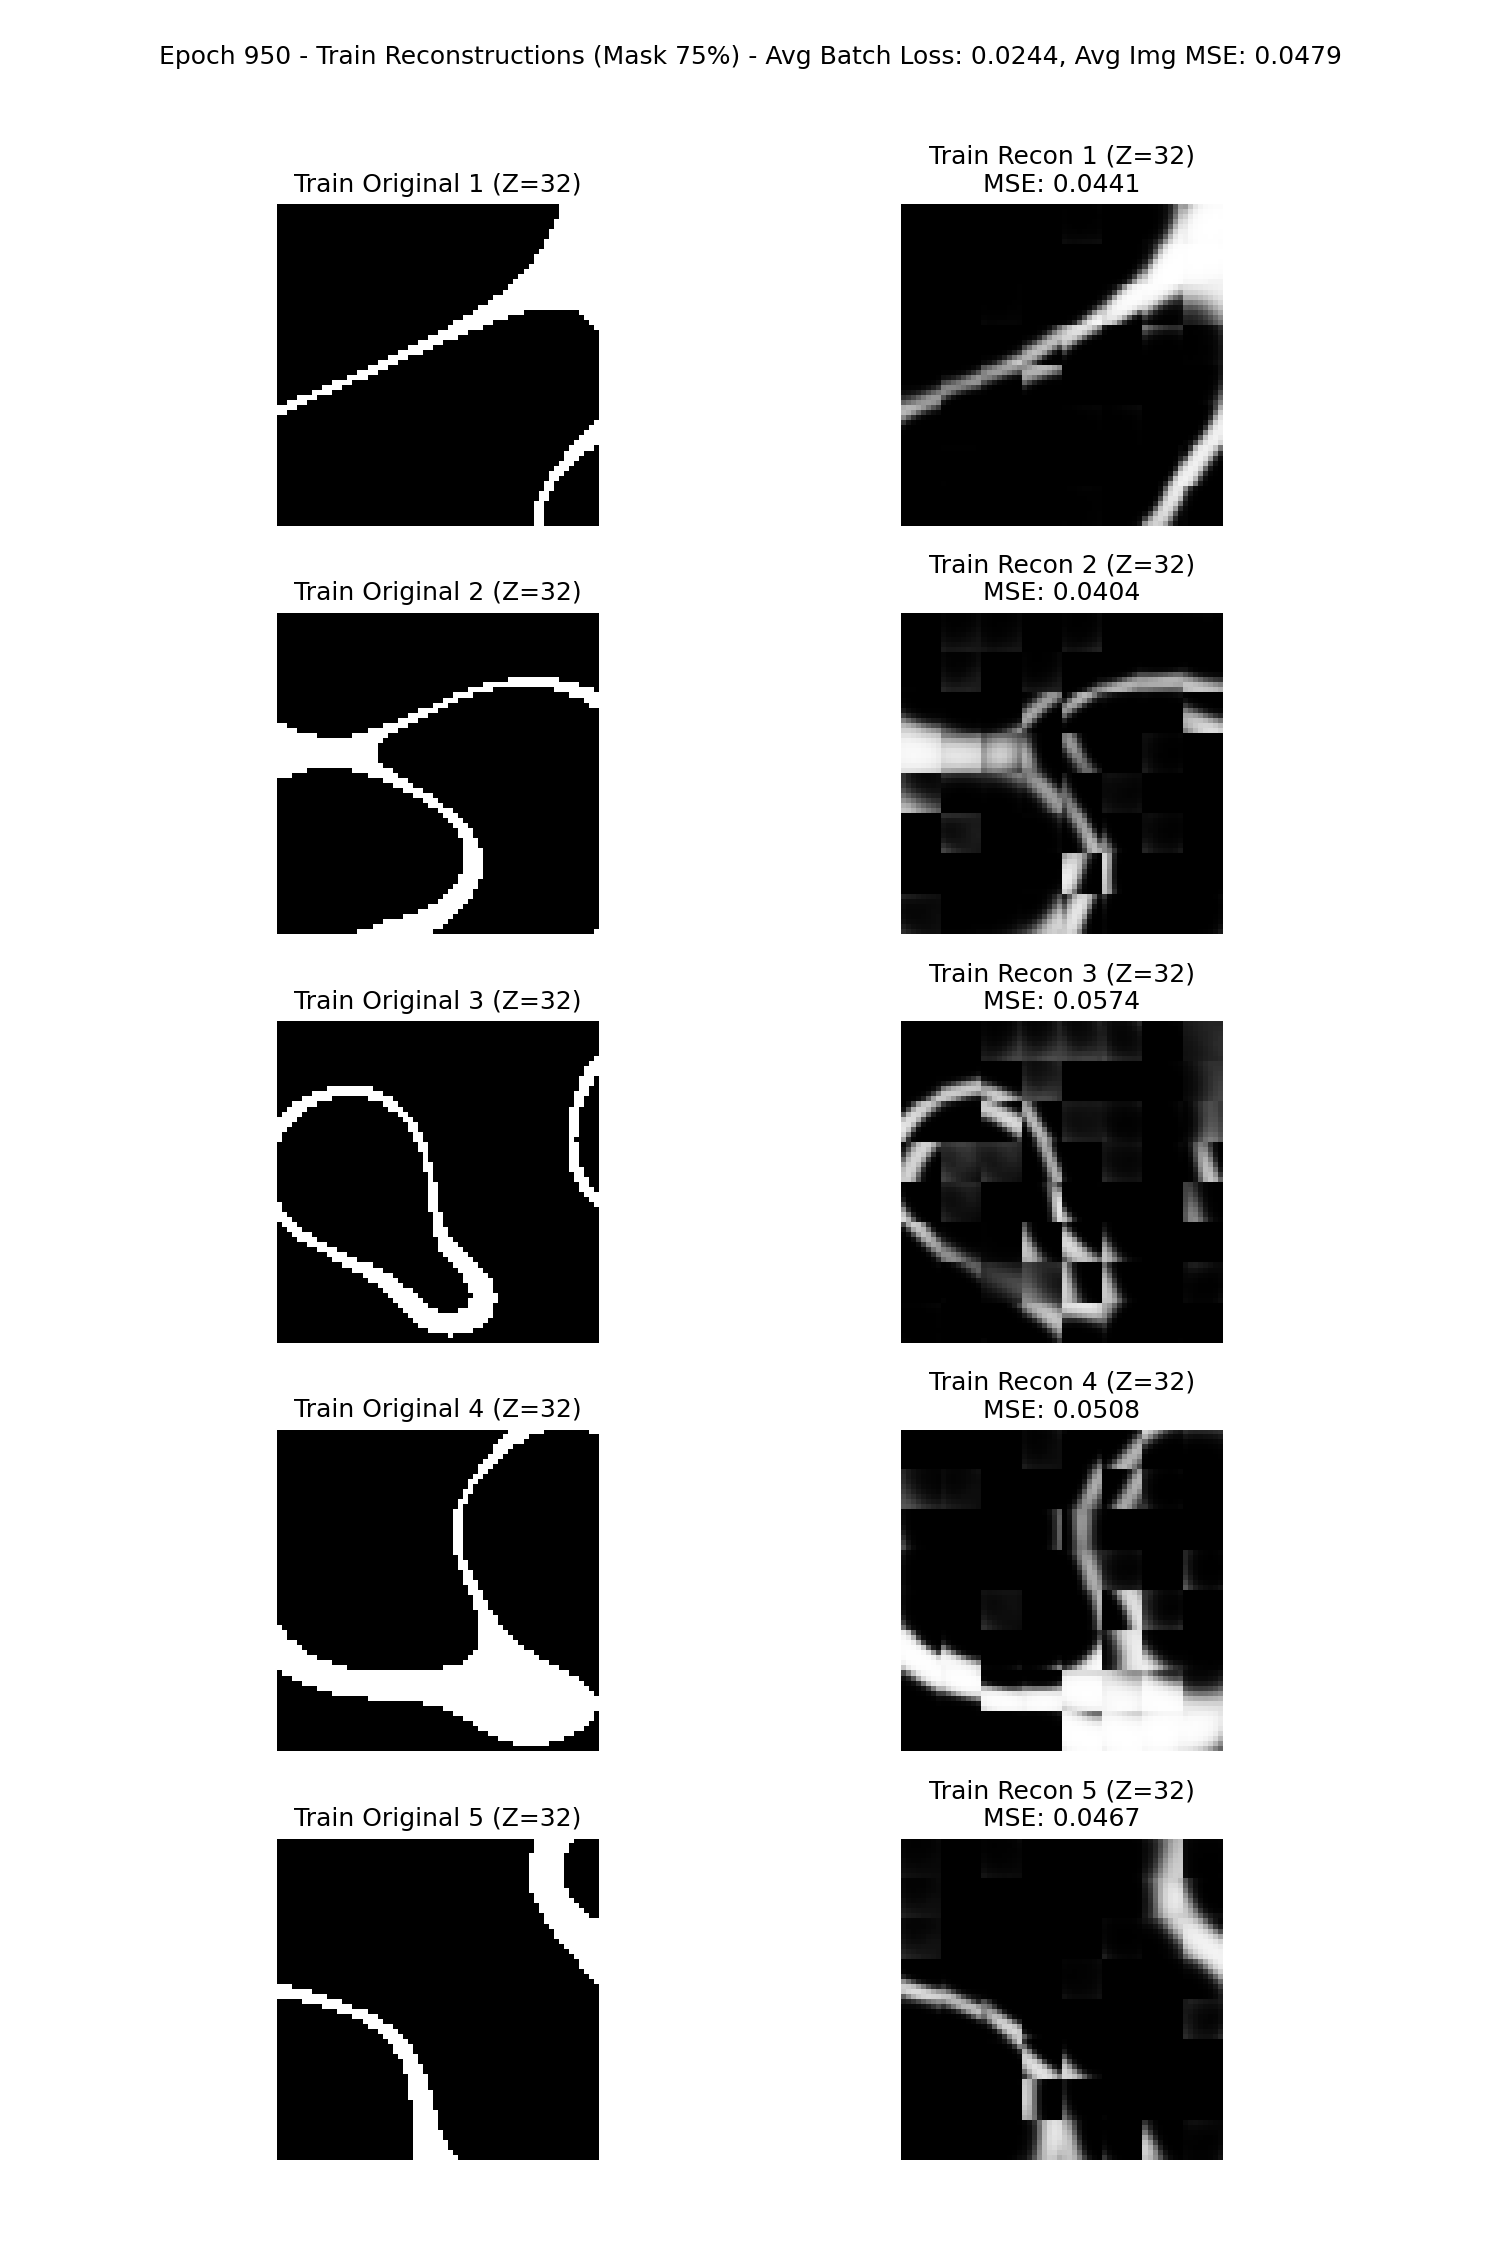 Epoch 950 - Train Reconstructions (Mask 75%) - Avg Batch Loss: 0.0244, Avg Img MSE: 0.0479
Train Original 1 (Z=32)
Train Recon 1 (Z=32)
MSE: 0.0441
Train Original 2 (Z=32)
Train Recon 2 (Z=32)
MSE: 0.0404
Train Original 3 (Z=32)
Train Recon 3 (Z=32)
MSE: 0.0574
Train Original 4 (Z=32)
Train Recon 4 (Z=32)
MSE: 0.0508
Train Original 5 (Z=32)
Train Recon 5 (Z=32)
MSE: 0.0467